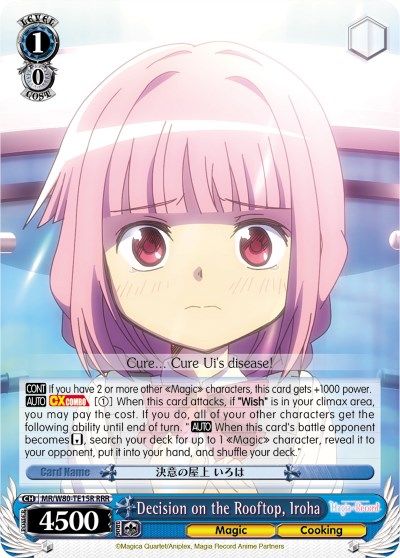 LEVEL
1
0
COST
Cure... Cure Ui's disease!
CONT If you have 2 or more other «Magic» characters, this card gets +1000 power.
AUTO CX COMBO [①] When this card attacks, if "Wish" is in your climax area,
you may pay the cost. If you do, all of your other characters get the
following ability until end of turn. "AUTO When this card's battle opponent
becomes [ ], search your deck for up to 1 «Magic» character, reveal it to
your opponent, put it into your hand, and shuffle your deck."
Card Name 決意の屋上 いろは
CH MR/W80-TE15R RRR
Decision on the Rooftop, Iroha
Magia Record
4500
Magic
Cooking
©Magica Quartet/Aniplex, Magia Record Anime Partners